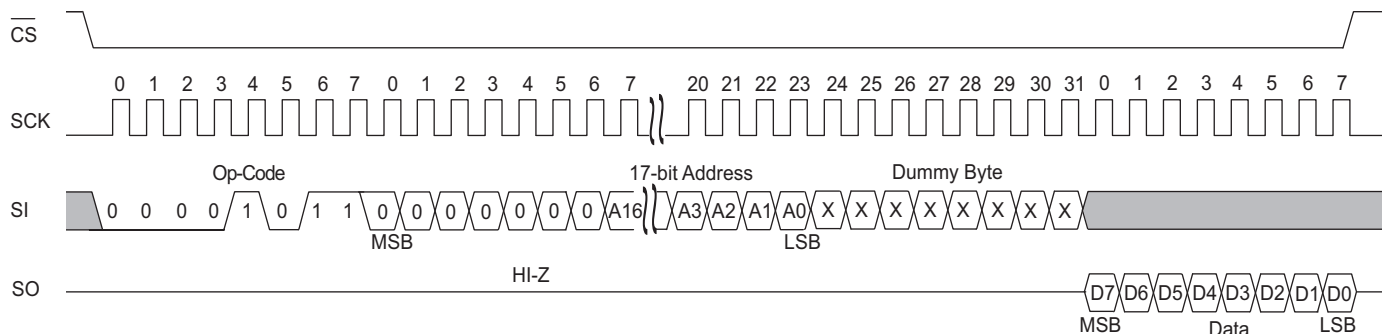 CS
0 1 2 3 4 5 6 7 0 1 2 3 4 5 6 7 20 21 22 23 24 25 26 27 28 29 30 31 0 1 2 3 4 5 6 7
SCK
Op-Code 17-bit Address Dummy Byte
SI 0 0 0 0 1 0 1 1 0 0 0 0 0 0 0 A16 A3 A2 A1 A0 X X X X X X X X
MSB LSB
HI-Z
SO D7 D6 D5 D4 D3 D2 D1 D0
MSB Data LSB